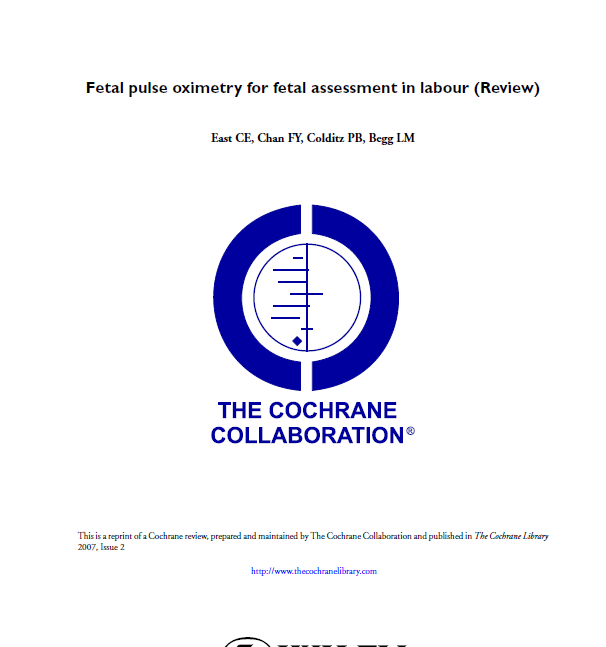 Fetal pulse oximetry for fetal assessment in labour (Review)
East CE, Chan FY, Colditz PB, Begg LM
THE COCHRANE
COLLABORATION®
This is a reprint of a Cochrane review, prepared and maintained by The Cochrane Collaboration and published in The Cochrane Library
2007, Issue 2
http://www.thecochranelibrary.com